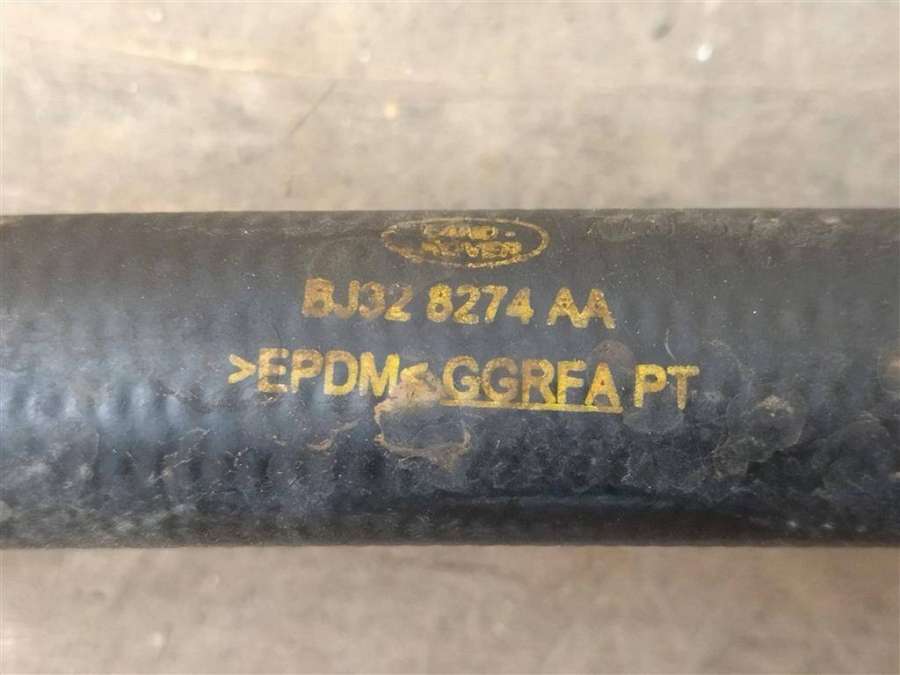 LAND-
ROVER
BJ32 8274 AA
>EPDM< GGRFA PT